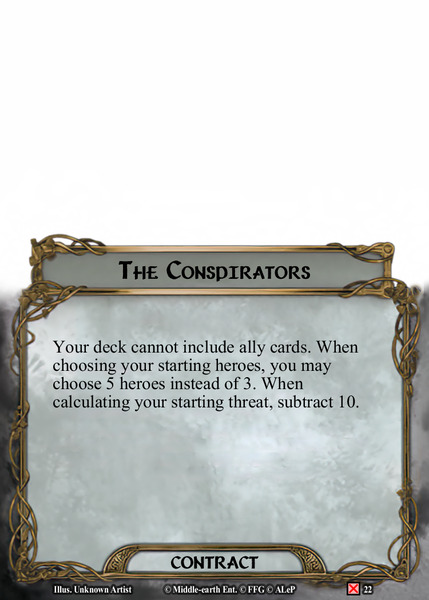 The Conspirators
Your deck cannot include ally cards. When
choosing your starting heroes, you may
choose 5 heroes instead of 3. When
calculating your starting threat, subtract 10.
CONTRACT
Illus. Unknown Artist © Middle-earth Ent. © FFG © ALeP 22